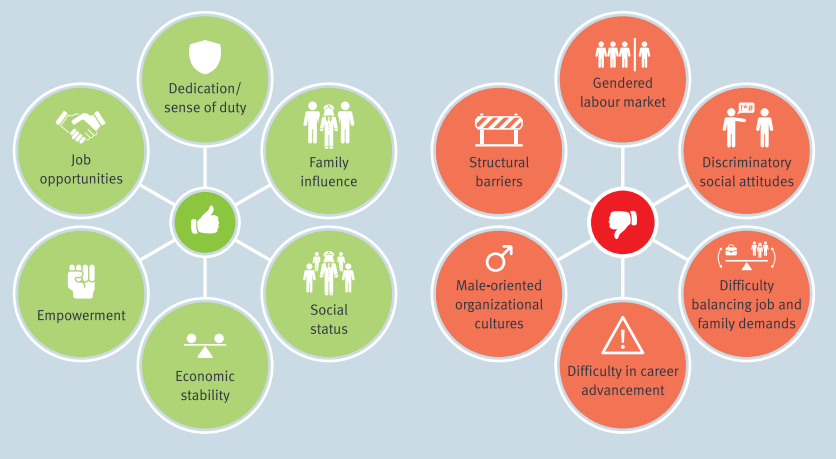 Dedication/
sense of duty
Family
influence
Social
status
Economic
stability
Empowerment
Job
opportunities
Gendered
labour market
!*#
Discriminatory
social attitudes
Difficulty
balancing job and
family demands
!
Difficulty in career
advancement
Male-oriented
organizational
cultures
Structural
barriers